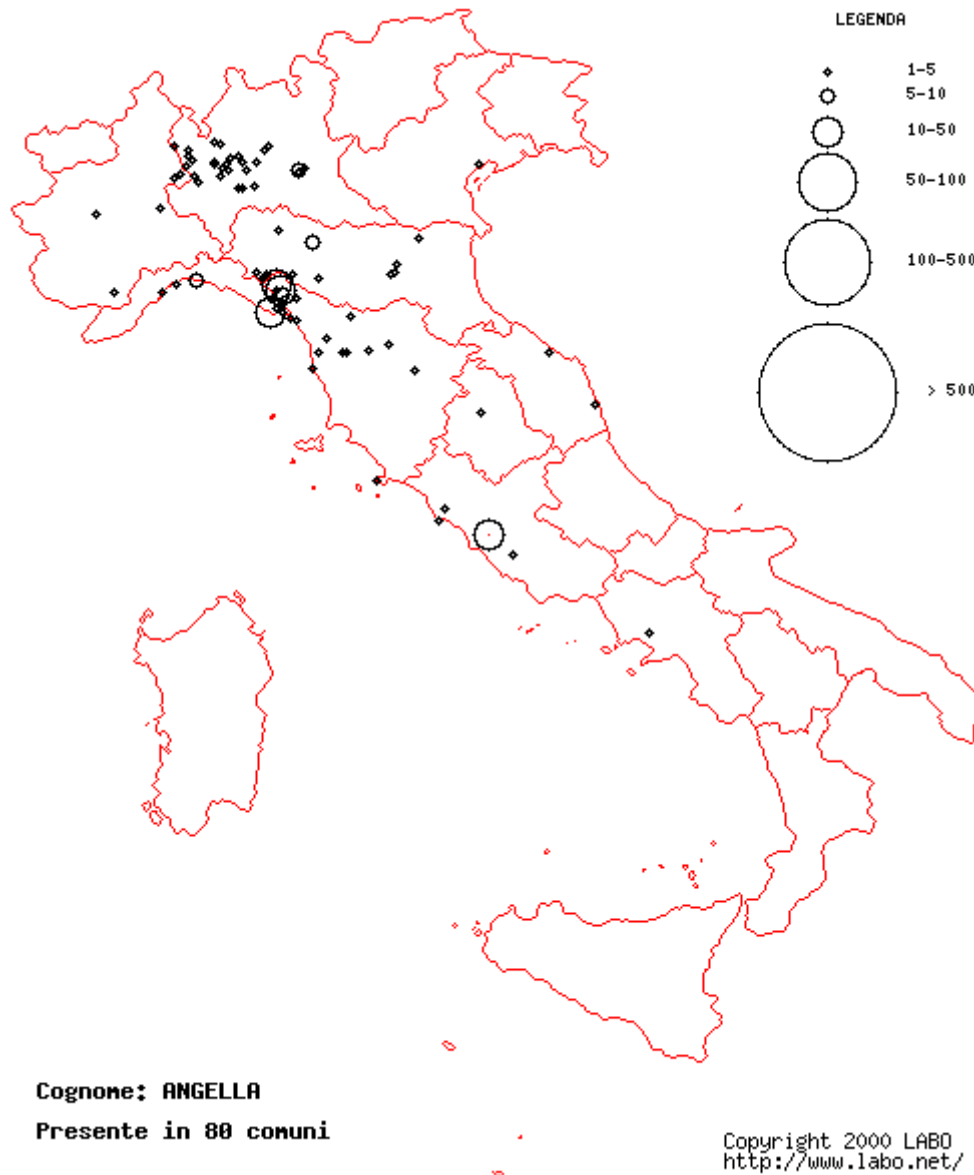 LEGENDA
1-5
5-10
10-50
50-100
100-500
> 500
Cognome: ANGELLA
Presente in 80 comuni
Copyright 2000 LABO
http://www.labo.net/